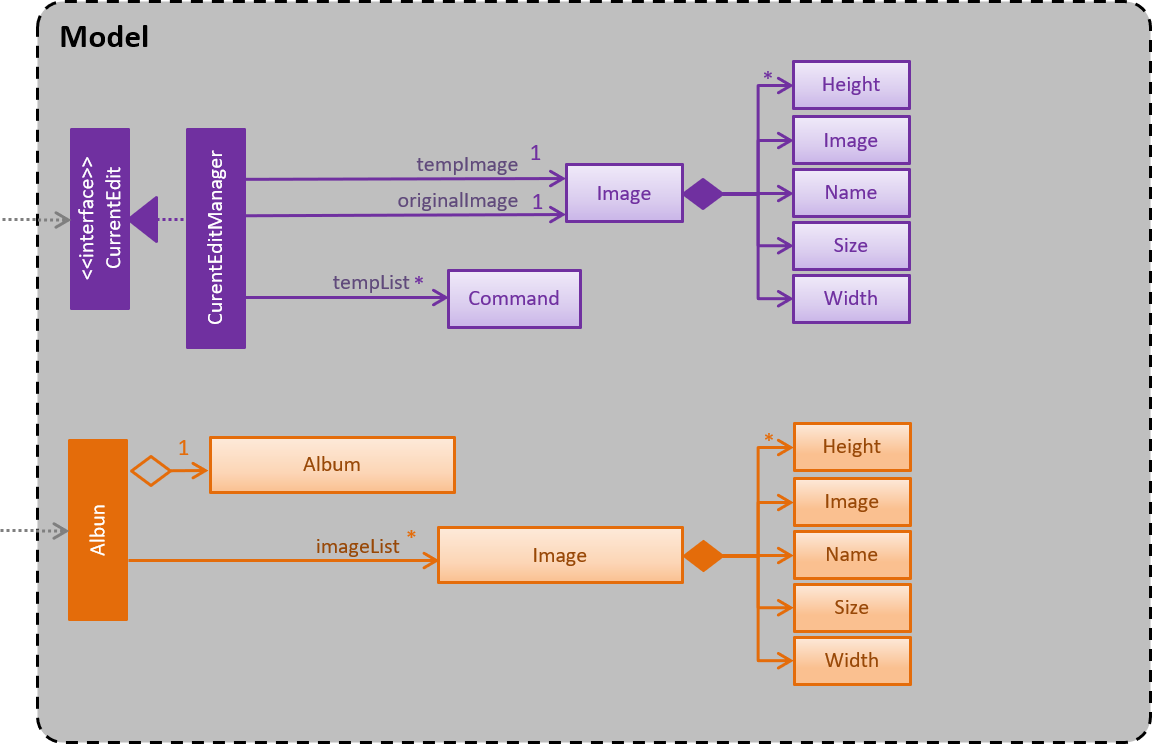 Model
<<interface>>
CurrentEdit
CurentEditManager
tempImage 1
originalImage 1
tempList *
Image
Command
*
Height
Image
Name
Size
Width
Albun
1
Album
imageList *
Image
*
Height
Image
Name
Size
Width